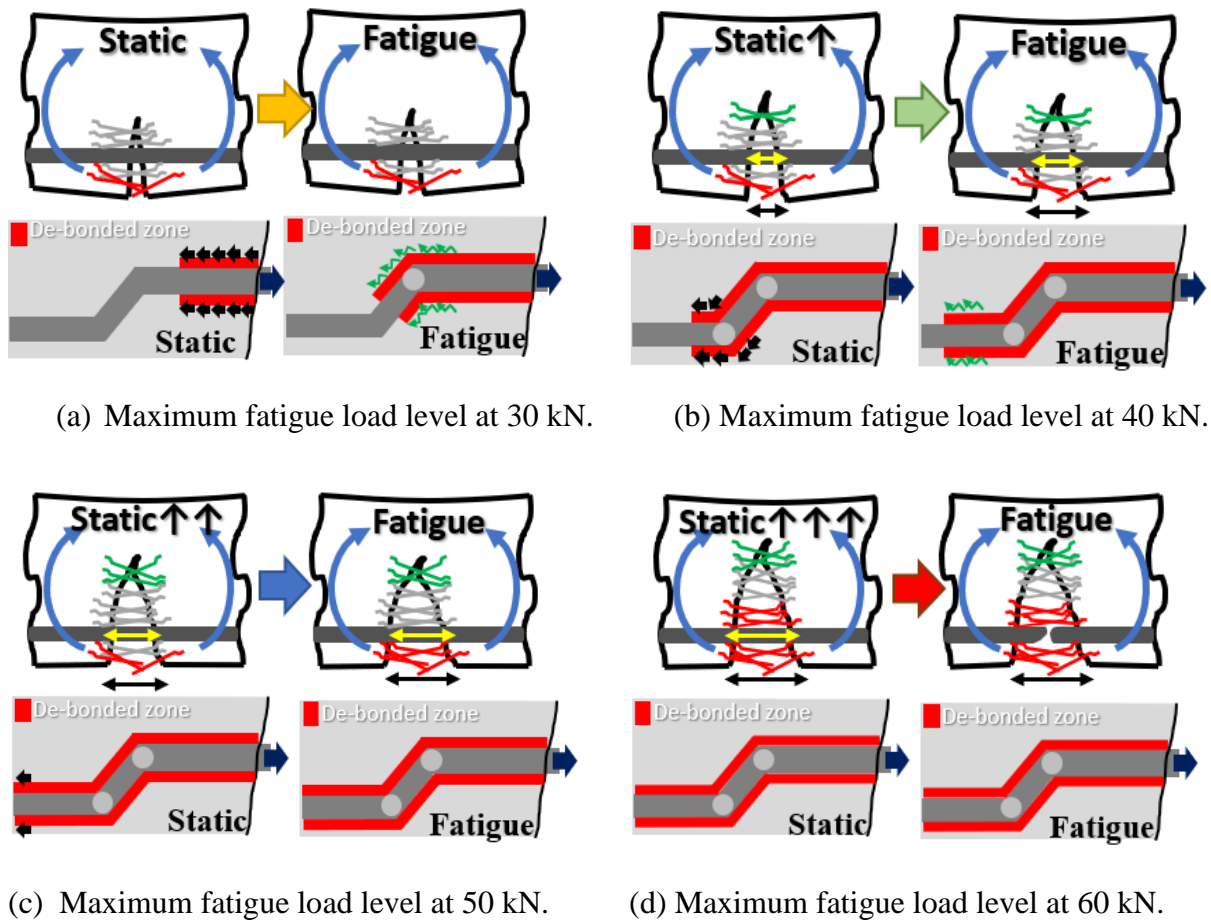 Static
Fatigue
Static↑
Fatigue
De-bonded zone
Static
De-bonded zone
Fatigue
De-bonded zone
Static
De-bonded zone
Fatigue
(a) Maximum fatigue load level at 30 kN.
(b) Maximum fatigue load level at 40 kN.
Static↑↑
Fatigue
Static↑↑↑
Fatigue
De-bonded zone
Static
De-bonded zone
Fatigue
De-bonded zone
Static
De-bonded zone
Fatigue
(c) Maximum fatigue load level at 50 kN.
(d) Maximum fatigue load level at 60 kN.